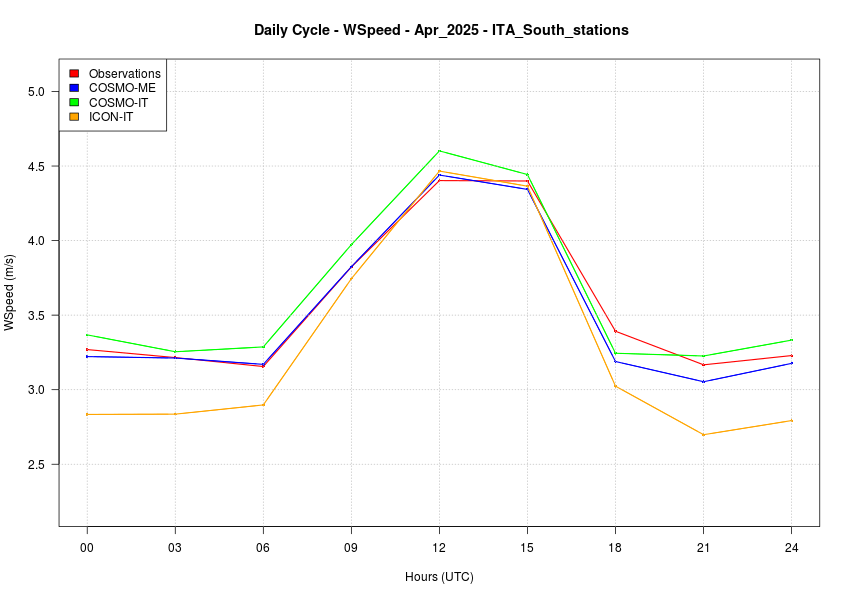 Daily Cycle - WSpeed - Apr_2025 - ITA_South_stations
Observations
COSMO-ME
COSMO-IT
ICON-IT
5.0
4.5
4.0
3.5
3.0
2.5
WSpeed (m/s)
00 03 06 09 12 15 18 21 24
Hours (UTC)